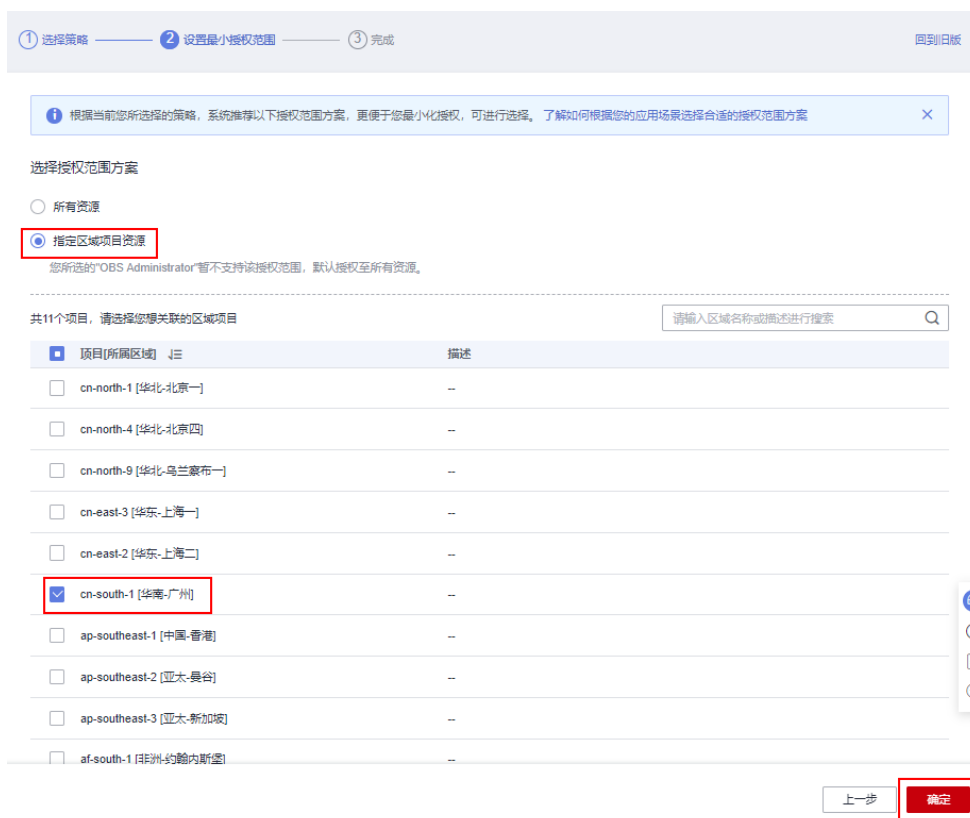 1 选择策略 2 设置最小授权范围 3 完成 回到旧版
根据当前您所选择的策略，系统推荐以下授权范围方案，更便于您最小化授权，可进行选择。 了解如何根据您的应用场景选择合适的授权范围方案
选择授权范围方案
所有资源
指定区域项目资源
您所选的"OBS Administrator"暂不支持该授权范围，默认授权至所有资源。
共11个项目，请选择您想关联的区域项目 请输入区域名称或描述进行搜索
项目[所属区域] 描述
cn-north-1 [华北-北京一] --
cn-north-4 [华北-北京四] --
cn-north-9 [华北-乌兰察布一] --
cn-east-3 [华东-上海一] --
cn-east-2 [华东-上海二] --
cn-south-1 [华南-广州] --
ap-southeast-1 [中国-香港] --
ap-southeast-2 [亚太-曼谷] --
ap-southeast-3 [亚太-新加坡] --
af-south-1 [非洲-约翰内斯堡] --
上一步 确定